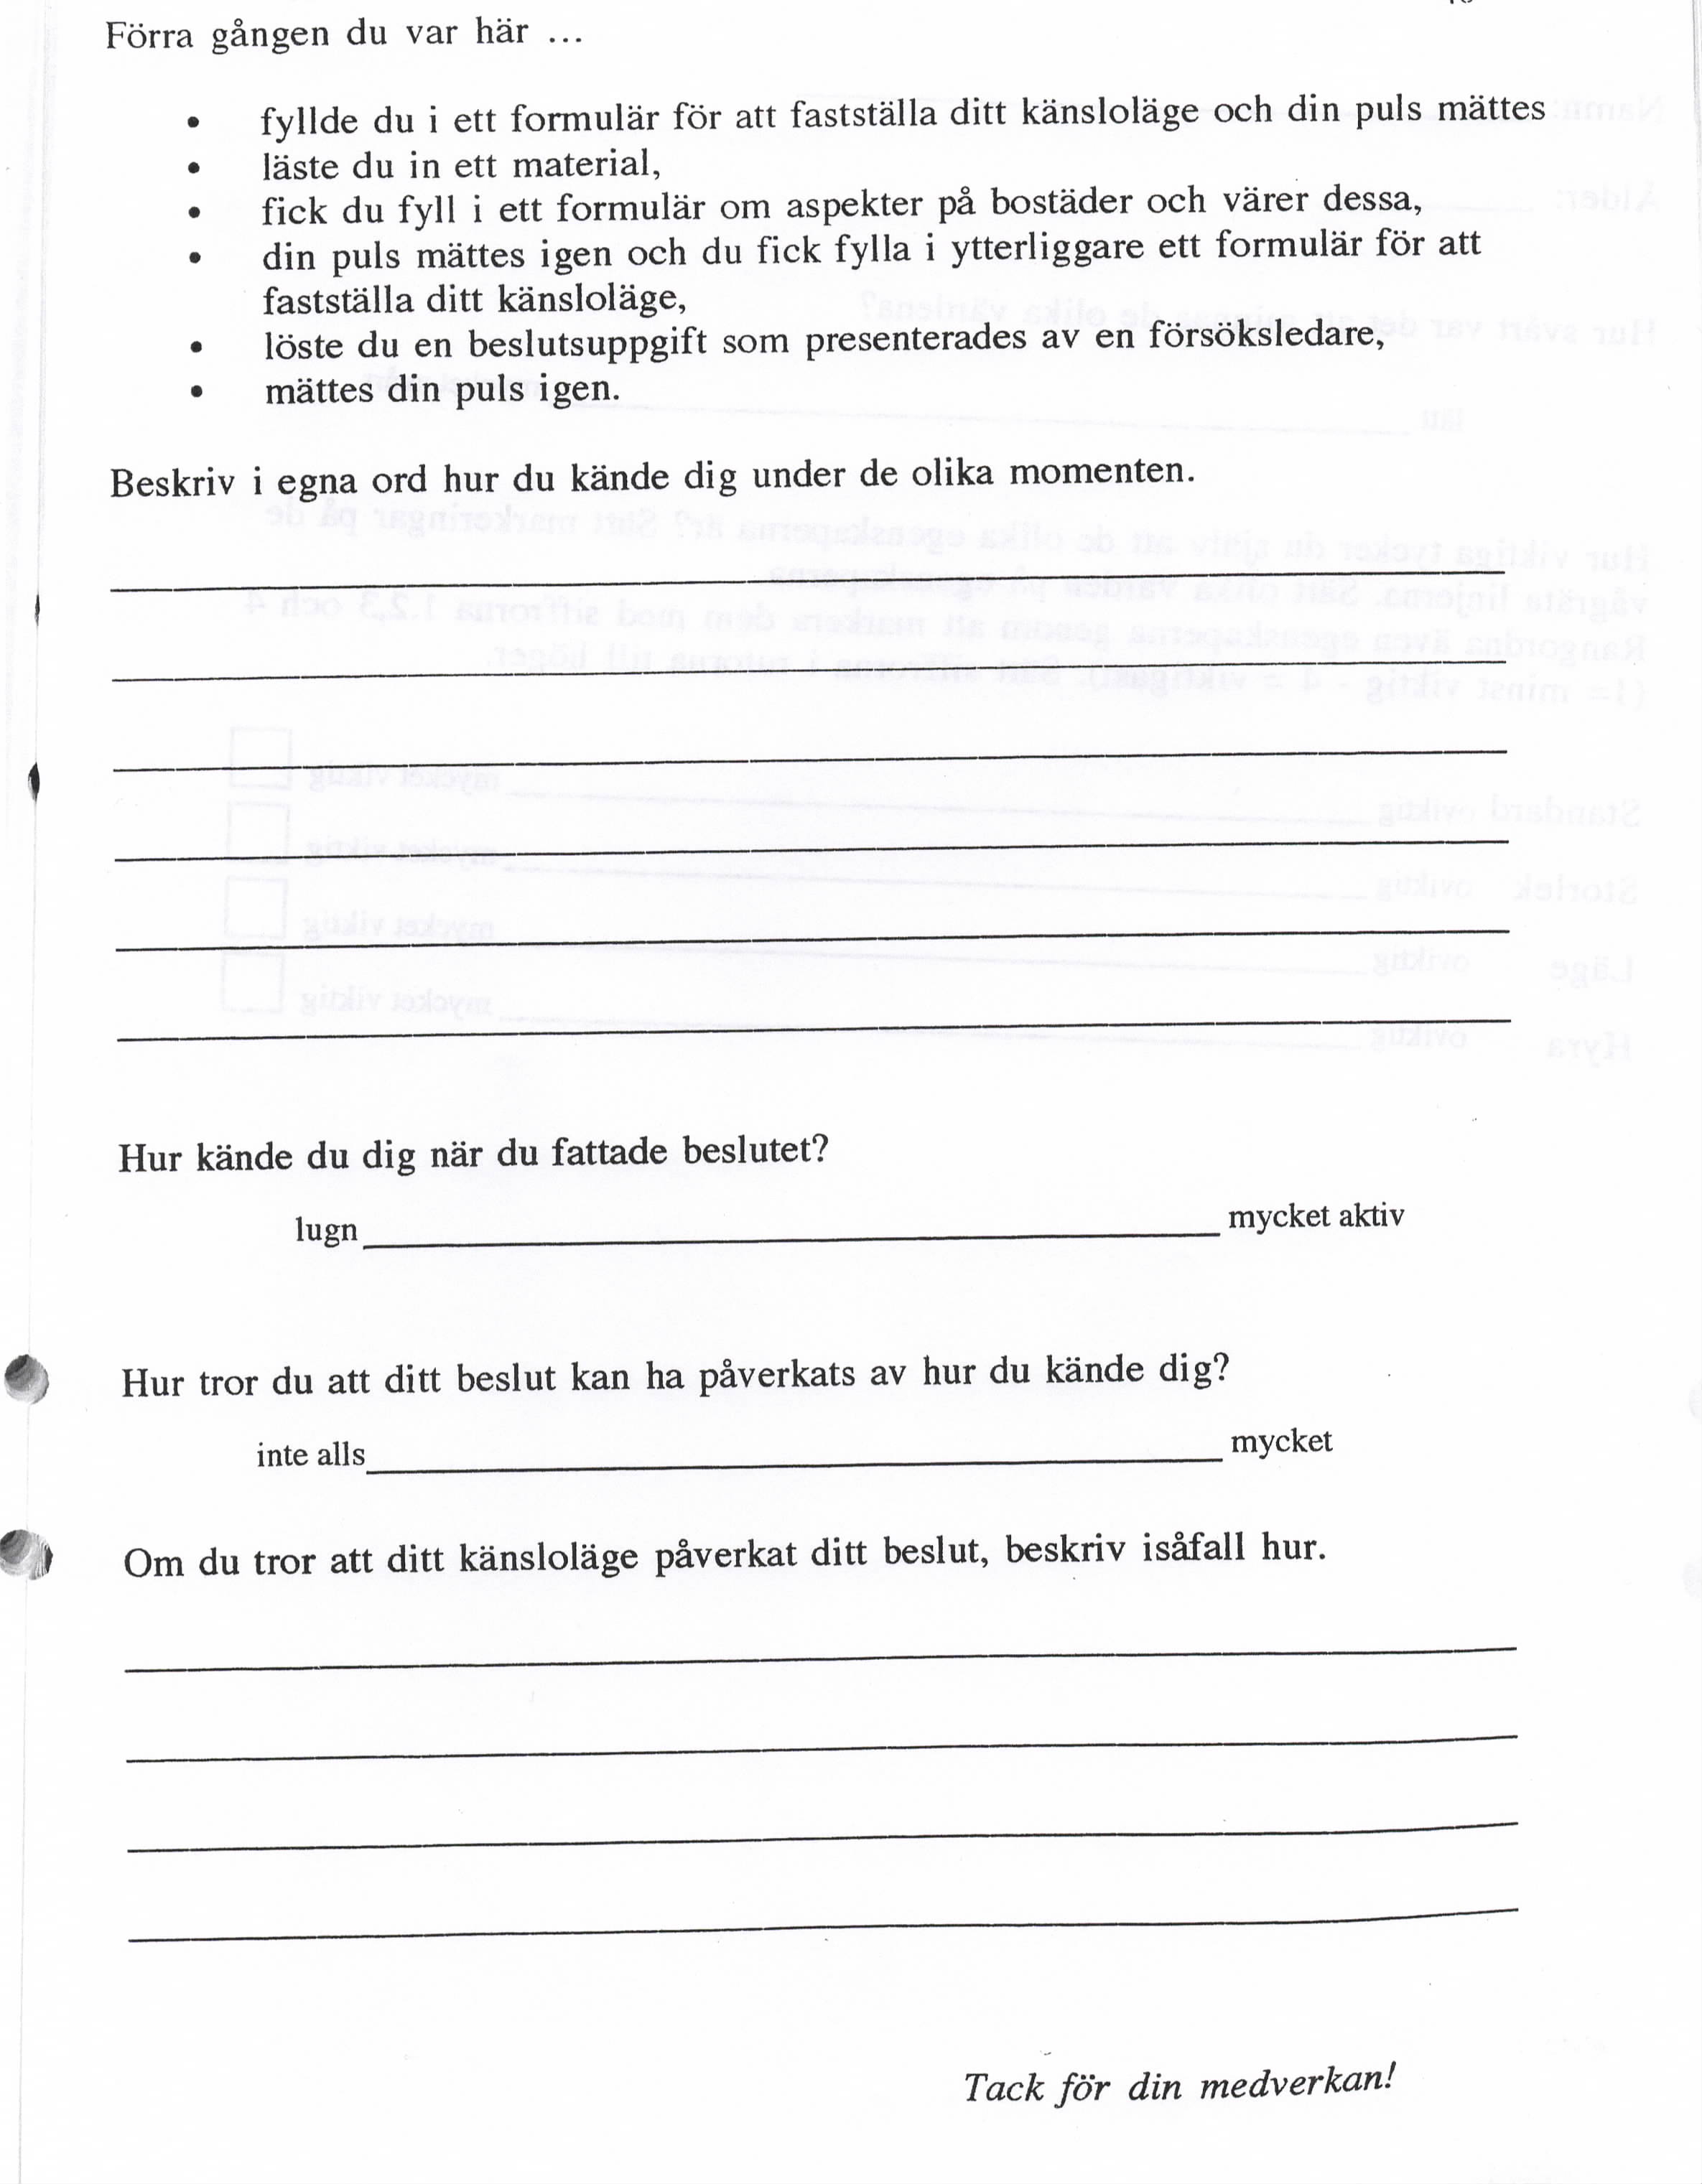 Förra gången du var här ...
• fyllde du i ett formulär för att fastställa ditt känsloläge och din puls mättes
• läste du in ett material,
• fick du fyll i ett formulär om aspekter på bostäder och värer dessa,
• din puls mättes igen och du fick fylla i ytterliggare ett formulär för att
fastställa ditt känsloläge,
• löste du en beslutsuppgift som presenterades av en försöksledare,
• mättes din puls igen.
Beskriv i egna ord hur du kände dig under de olika momenten.
Hur kände du dig när du fattade beslutet?
lugn mycket aktiv
Hur tror du att ditt beslut kan ha påverkats av hur du kände dig?
inte alls mycket
Om du tror att ditt känsloläge påverkat ditt beslut, beskriv isåfall hur.
Tack för din medverkan!